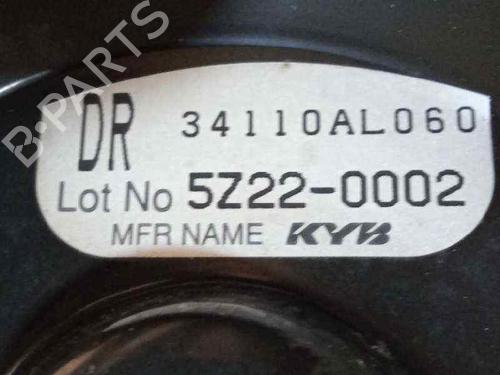 B-PARTS
DR 34110AL060
Lot No 5Z22-0002
MFR NAME KYB